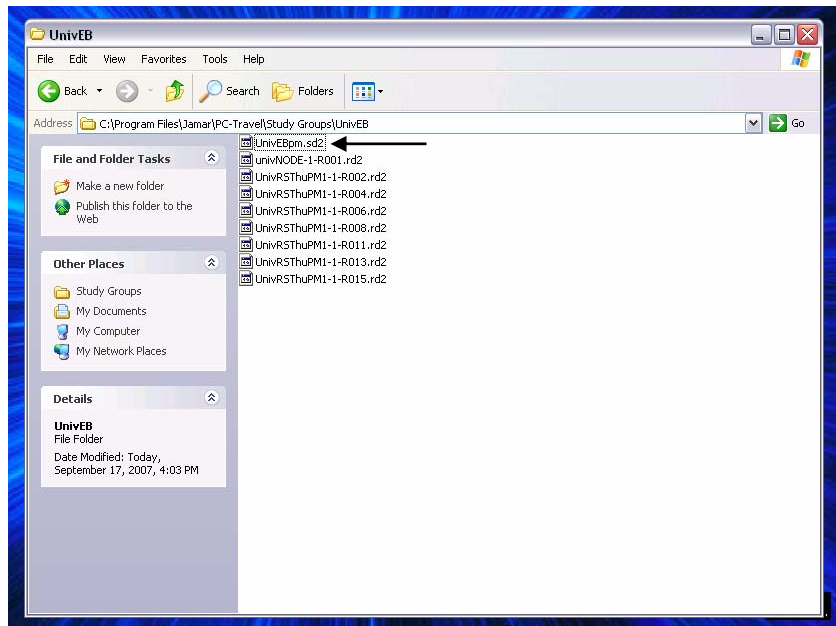 UnivEB
File Edit View Favorites Tools Help
Back Search Folders
Address C:\Program Files\Jamar\PC-Travel\Study Groups\UnivEB Go
File and Folder Tasks
Make a new folder
Publish this folder to the
Web
Other Places
Study Groups
My Documents
My Computer
My Network Places
Details
UnivEB
File Folder
Date Modified: Today,
September 17, 2007, 4:03 PM
UnivEBpm.sd2
univNODE-1-R001.rd2
UnivRSThuPM1-1-R002.rd2
UnivRSThuPM1-1-R004.rd2
UnivRSThuPM1-1-R006.rd2
UnivRSThuPM1-1-R008.rd2
UnivRSThuPM1-1-R011.rd2
UnivRSThuPM1-1-R013.rd2
UnivRSThuPM1-1-R015.rd2